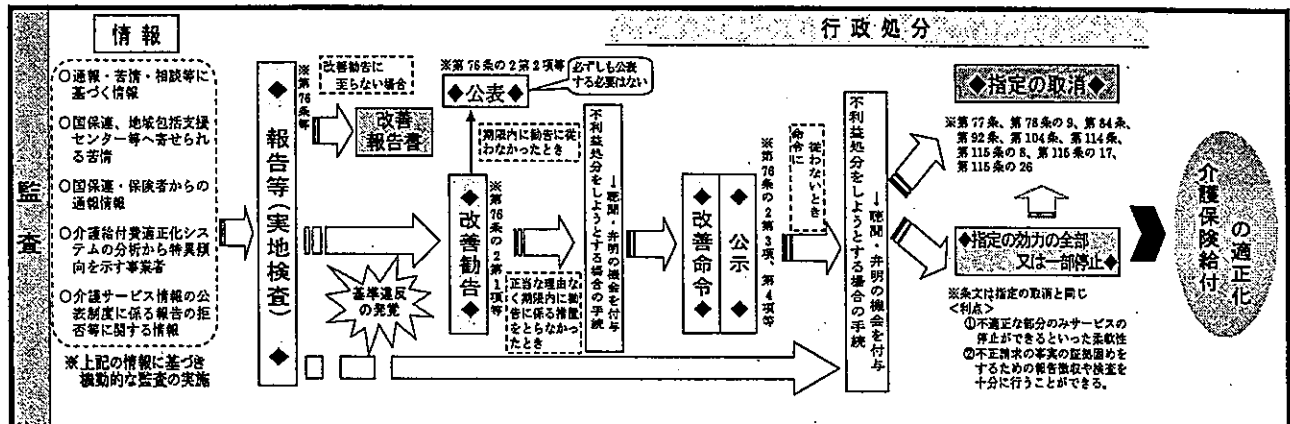 監査
情報
○通報・苦情・相談等に
基づく情報
○国保連、地域包括支援
センター等へ寄せられ
る苦情
○国保連・保険者からの
通報情報
○介護給付費適正化シス
テムの分析から特異傾
向を示す事業者
○介護サービス情報の公
表制度に係る報告の拒
否等に関する情報
※上記の情報に基づき
機動的な監査の実施
◆報告等(実地検査)◆
※第76条等
改善勧告に
至らない場合
改善
報告書
基準違反
の発覚
◆改善勧告◆
※第76条の2第1項等
期限内に勧告に従
わなかったとき
◆公表◆
※第76条の2第2項等
必ずしも公表
する必要はない
正当な理由な
く期限内に勧
告に係る措置
をとらなかっ
たとき
不利益処分をしようとする場合の手続
→聴聞・弁明の機会を付与
行政処分
◆改善命令◆
◆公示◆
※第76条の2第3項、第4項等
命令に
従わないとき
不利益処分をしようとする場合の手続
→聴聞・弁明の機会を付与
◆指定の取消◆
※第77条、第78条の9、第84条、
第92条、第104条、第114条、
第115条の8、第115条の17、
第115条の26
◆指定の効力の全部
又は一部停止◆
※条文は指定の取消と同じ
<利点>
①不適正な部分のみサービスの
停止ができるといった柔軟性
②不正請求の事実の証拠固めを
するための報告徴収や検査を
十分に行うことができる。
介護保険給付
の適正化